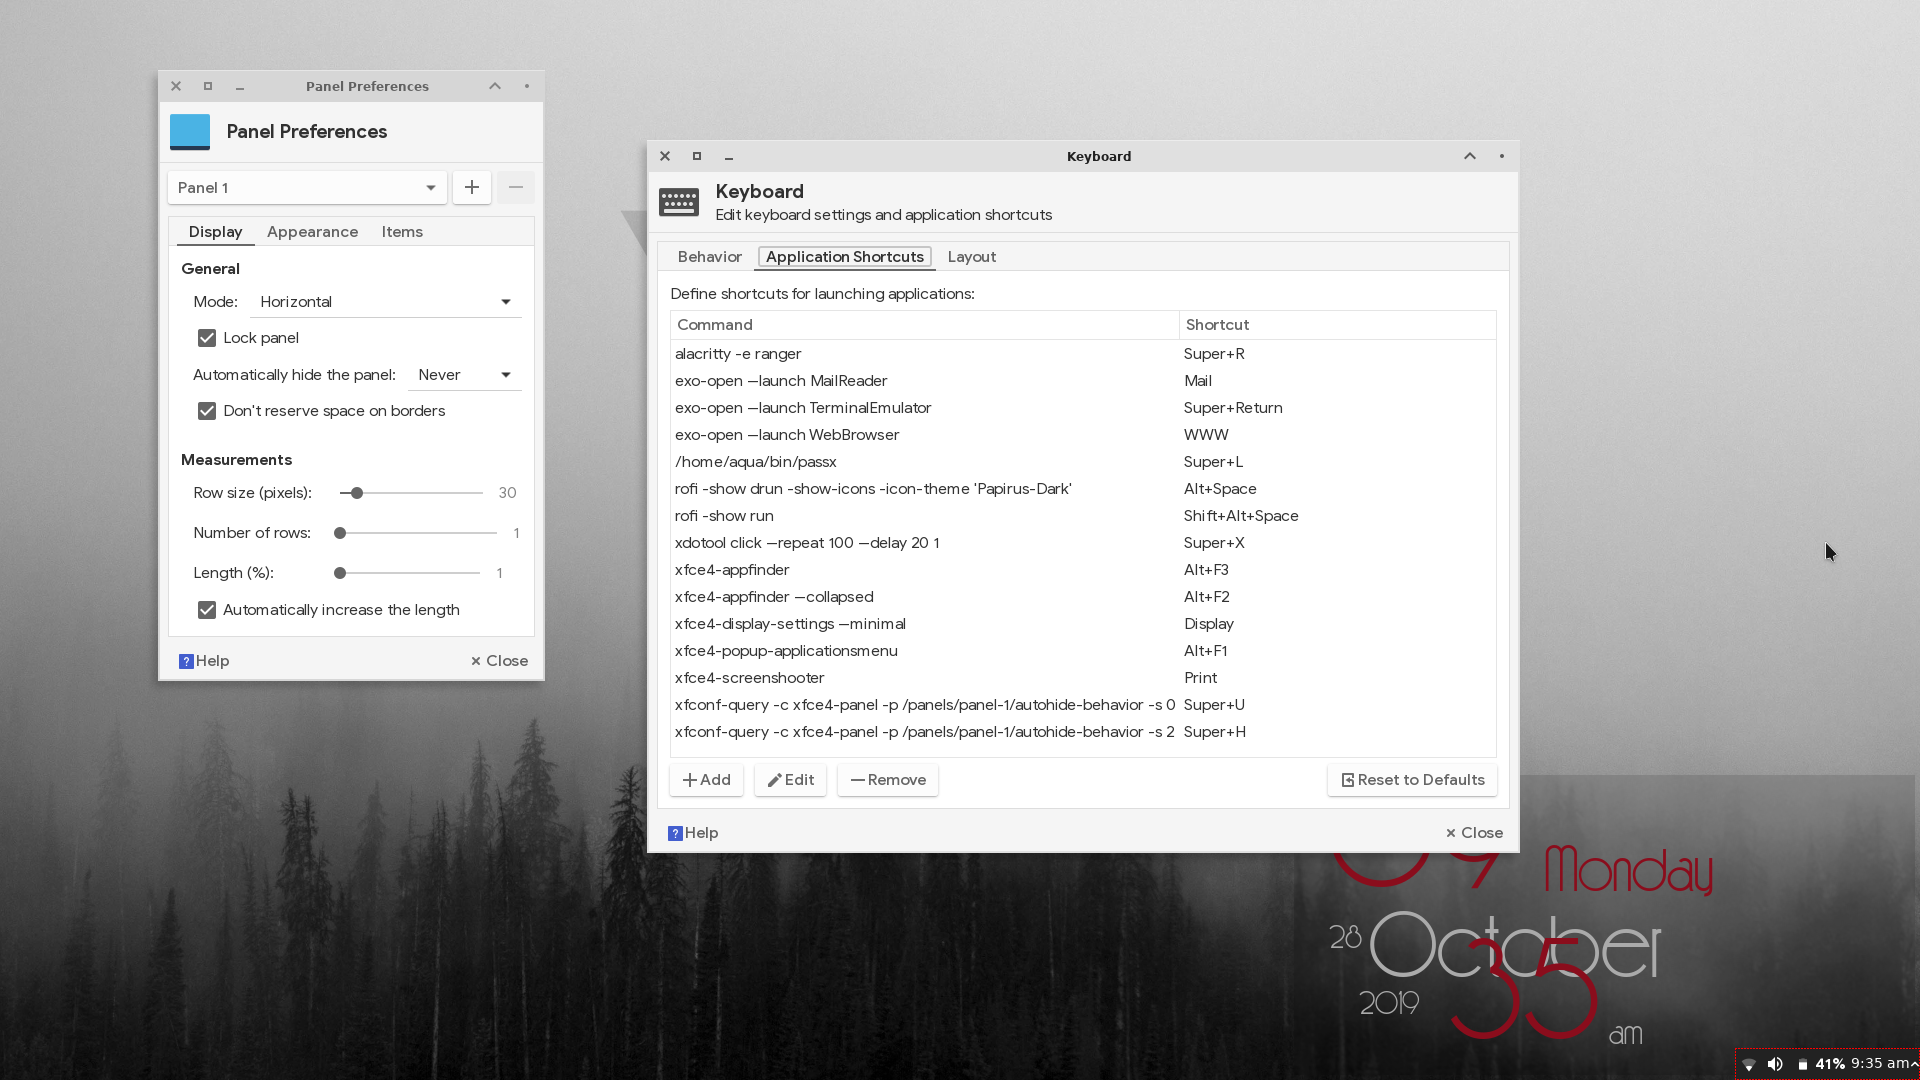 Panel Preferences
Panel Preferences
Panel 1
Display Appearance Items
General
Mode: Horizontal
Lock panel
Automatically hide the panel: Never
Don't reserve space on borders
Measurements
Row size (pixels): 30
Number of rows: 1
Length (%): 1
Automatically increase the length
? Help × Close
Keyboard
Keyboard
Edit keyboard settings and application shortcuts
Behavior Application Shortcuts Layout
Define shortcuts for launching applications:
Command Shortcut
alacritty -e ranger Super+R
exo-open —launch MailReader Mail
exo-open —launch TerminalEmulator Super+Return
exo-open —launch WebBrowser WWW
/home/aqua/bin/passx Super+L
rofi -show drun -show-icons -icon-theme 'Papirus-Dark' Alt+Space
rofi -show run Shift+Alt+Space
xdotool click —repeat 100 —delay 20 1 Super+X
xfce4-appfinder Alt+F3
xfce4-appfinder —collapsed Alt+F2
xfce4-display-settings —minimal Display
xfce4-popup-applicationsmenu Alt+F1
xfce4-screenshooter Print
xfconf-query -c xfce4-panel -p /panels/panel-1/autohide-behavior -s 0 Super+U
xfconf-query -c xfce4-panel -p /panels/panel-1/autohide-behavior -s 2 Super+H
Add Edit Remove Reset to Defaults
? Help × Close
Monday
28 October
35
2019
am
41% 9:35 am